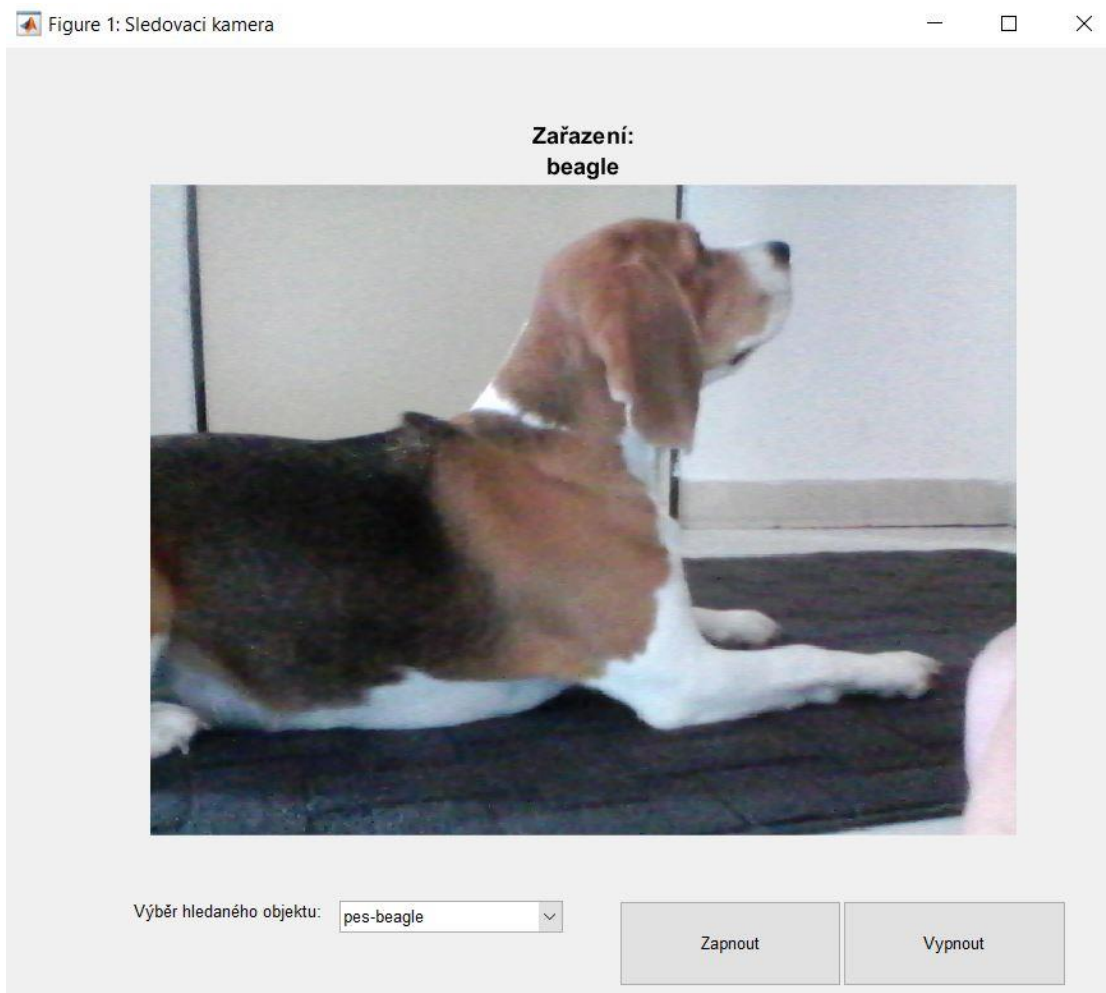 Figure 1: Sledovaci kamera
Zařazení:
beagle
Výběr hledaného objektu:
pes-beagle
Zapnout
Vypnout